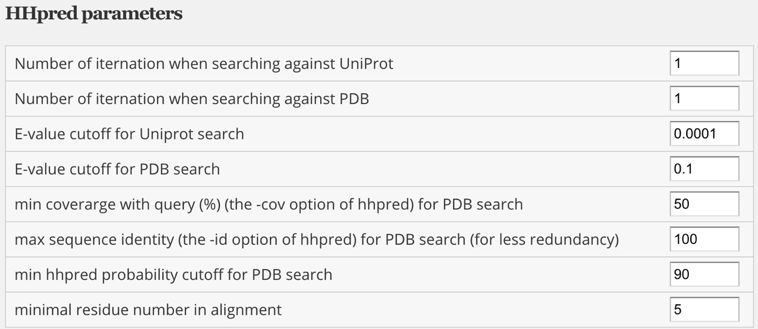 HHpred parameters
Number of iternation when searching against UniProt 1
Number of iternation when searching against PDB 1
E-value cutoff for Uniprot search 0.0001
E-value cutoff for PDB search 0.1
min coverarge with query (%) (the -cov option of hhpred) for PDB search 50
max sequence identity (the -id option of hhpred) for PDB search (for less redundancy) 100
min hhpred probability cutoff for PDB search 90
minimal residue number in alignment 5